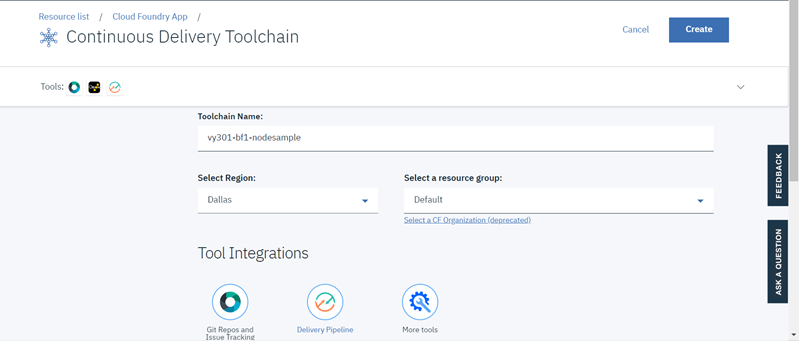 Resource list / Cloud Foundry App /
Continuous Delivery Toolchain
Cancel
Create
Tools:
Toolchain Name:
vy301-bf1-nodesample
Select Region:
Select a resource group:
Dallas
Default
Select a CF Organization (deprecated)
Tool Integrations
Git Repos and
Issue Tracking
Delivery Pipeline
More tools
FEEDBACK
ASK A QUESTION